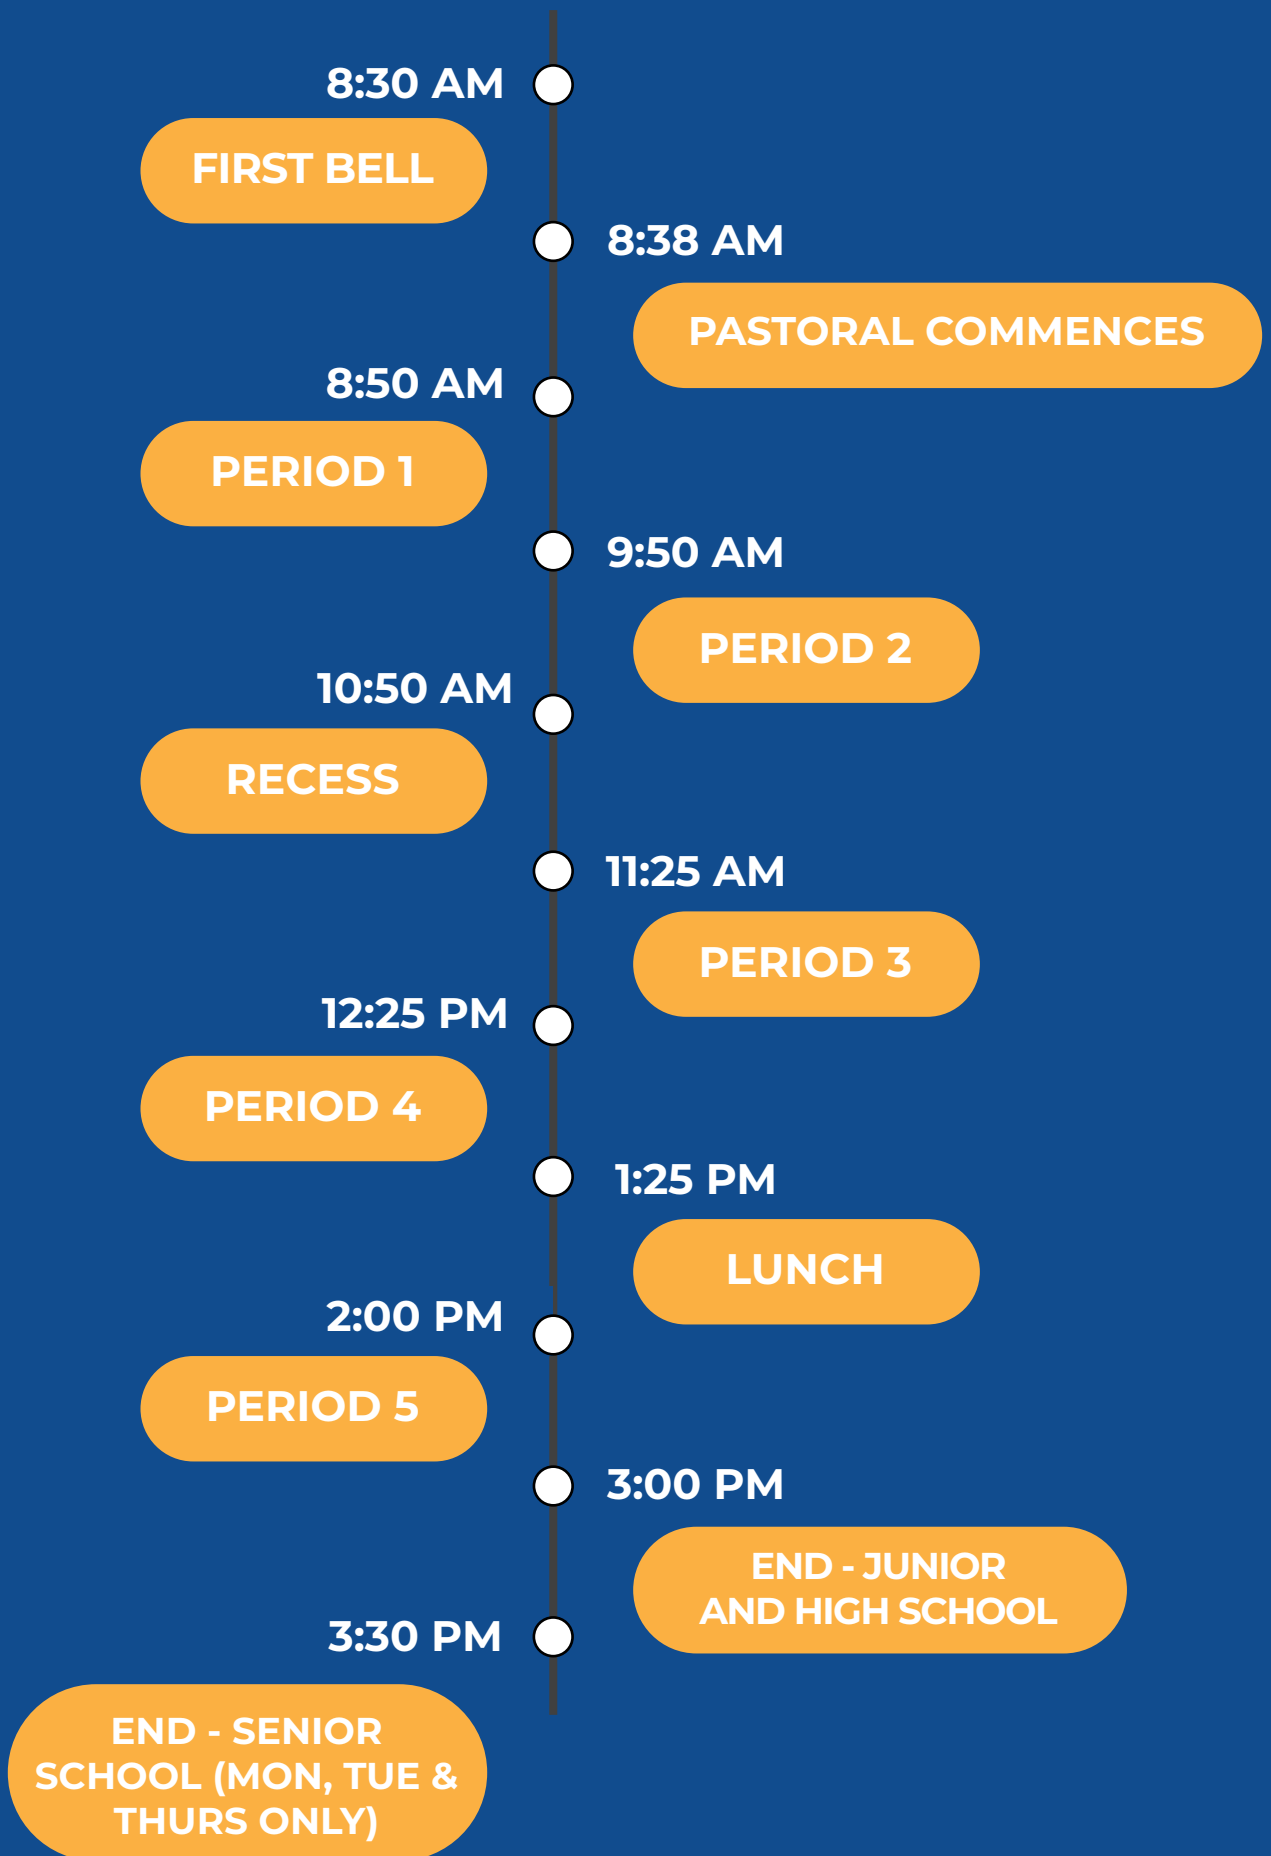 8:30 AM
FIRST BELL
8:38 AM
PASTORAL COMMENCES
8:50 AM
PERIOD 1
9:50 AM
PERIOD 2
10:50 AM
RECESS
11:25 AM
PERIOD 3
12:25 PM
PERIOD 4
1:25 PM
LUNCH
2:00 PM
PERIOD 5
3:00 PM
END - JUNIOR
AND HIGH SCHOOL
3:30 PM
END - SENIOR
SCHOOL (MON, TUE &
THURS ONLY)